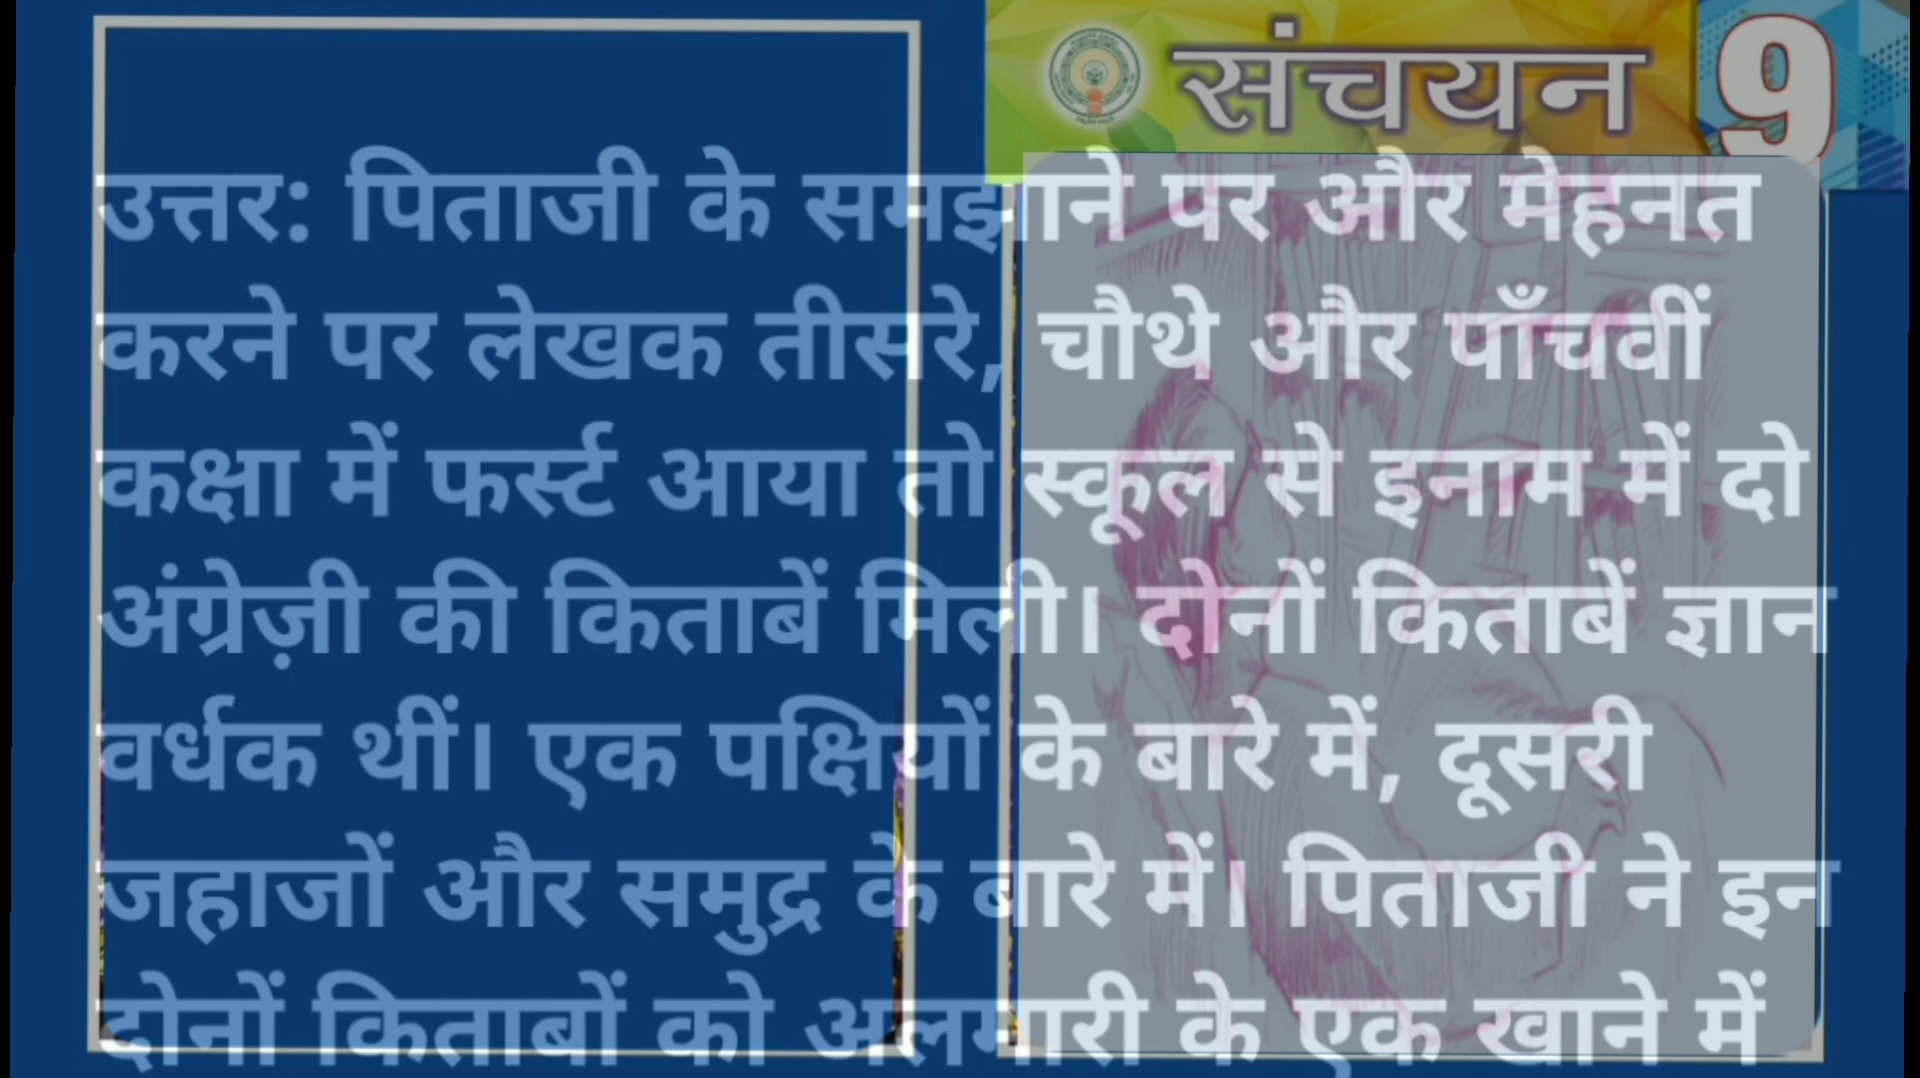 संचयन 9
उत्तर: पिताजी के समझाने पर और मेहनत
करने पर लेखक तीसरे, चौथे और पाँचवीं
कक्षा में फर्स्ट आया तो स्कूल से इनाम में दो
अंग्रेज़ी की किताबें मिली। दोनों किताबें ज्ञान
वर्धक थीं। एक पक्षियों के बारे में, दूसरी
जहाजों और समुद्र के बारे में। पिताजी ने इन
दोनों किताबों को अलमारी के एक खाने में